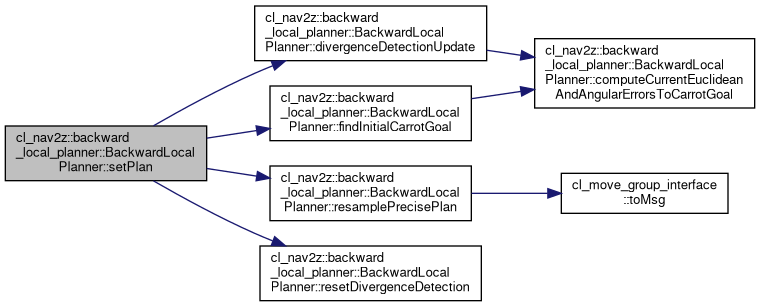 cl_nav2z::backward
_local_planner::BackwardLocal
Planner::setPlan
cl_nav2z::backward
_local_planner::BackwardLocal
Planner::divergenceDetectionUpdate
cl_nav2z::backward
_local_planner::BackwardLocal
Planner::findInitialCarrotGoal
cl_nav2z::backward
_local_planner::BackwardLocal
Planner::resamplePrecisePlan
cl_nav2z::backward
_local_planner::BackwardLocal
Planner::resetDivergenceDetection
cl_nav2z::backward
_local_planner::BackwardLocal
Planner::computeCurrentEuclidean
AndAngularErrorsToCarrotGoal
cl_move_group_interface
::toMsg